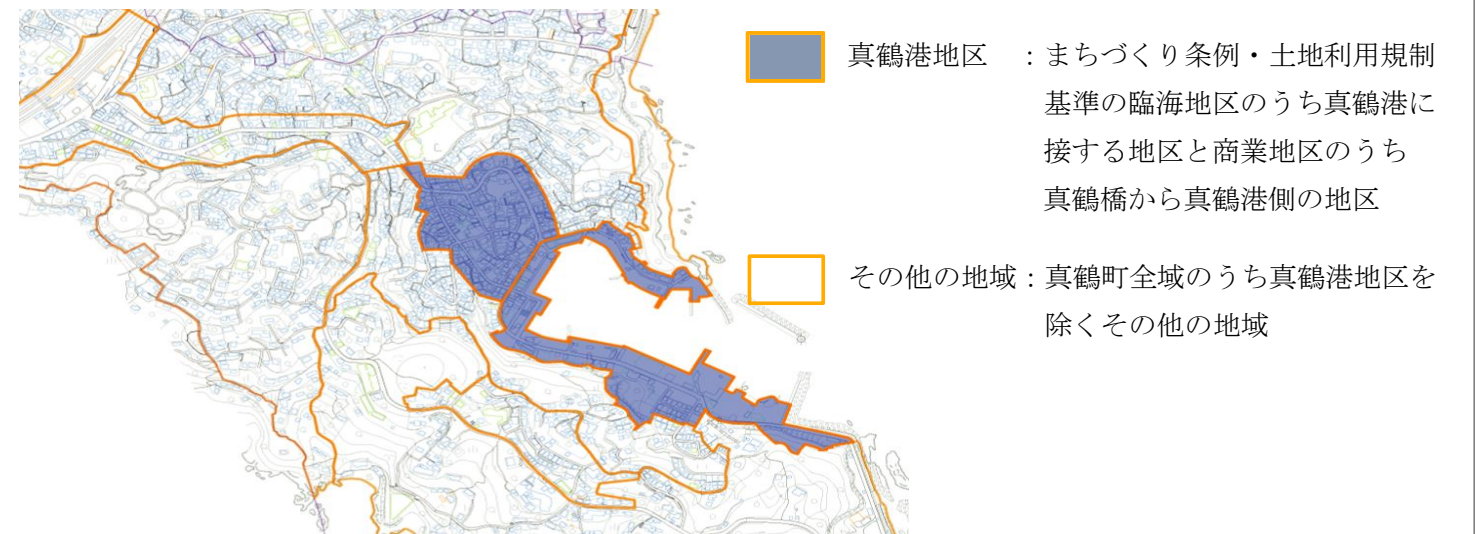 真鶴港地区 ：まちづくり条例・土地利用規制
基準の臨海地区のうち真鶴港に
接する地区と商業地区のうち
真鶴橋から真鶴港側の地区
その他の地域：真鶴町全域のうち真鶴港地区を
除くその他の地域